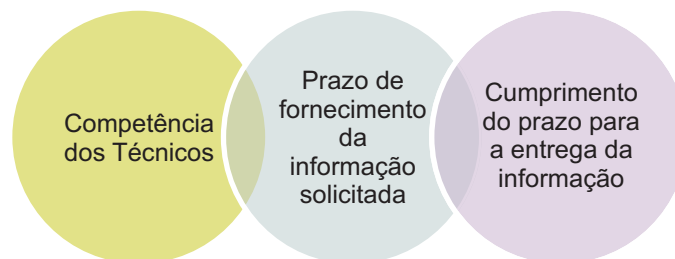 Competência
dos Técnicos
Prazo de
fornecimento
da
informação
solicitada
Cumprimento
do prazo para
a entrega da
informação